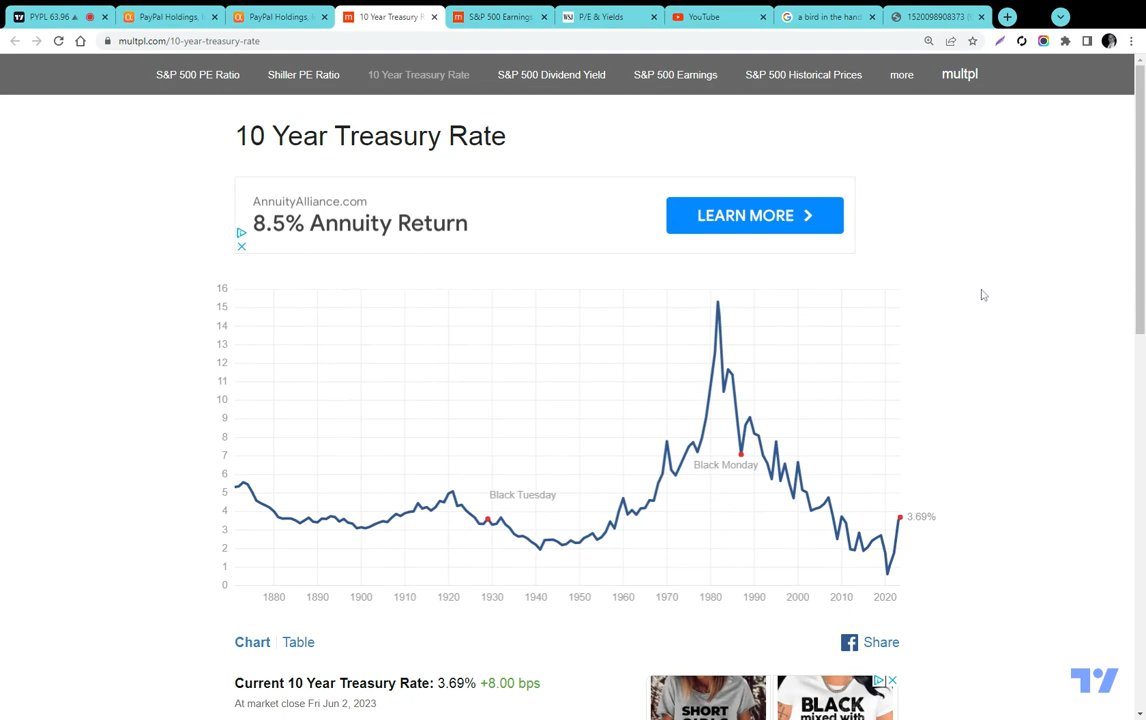 PYPL 63.96 ▲
PayPal Holdings, I
PayPal Holdings, I
10 Year Treasury R
S&P 500 Earnings
P/E & Yields
YouTube
a bird in the hand
1520098908373
multpl.com/10-year-treasury-rate
S&P 500 PE Ratio
Shiller PE Ratio
10 Year Treasury Rate
S&P 500 Dividend Yield
S&P 500 Earnings
S&P 500 Historical Prices
more
multpl
10 Year Treasury Rate
AnnuityAlliance.com
8.5% Annuity Return
LEARN MORE
16
15
14
13
12
11
10
9
8
7
6
5
4
3
2
1
0
Black Tuesday
Black Monday
3.69%
1880 1890 1900 1910 1920 1930 1940 1950 1960 1970 1980 1990 2000 2010 2020
Chart
Table
Share
Current 10 Year Treasury Rate: 3.69% +8.00 bps
At market close Fri Jun 2, 2023
SHORT
BLACK
mixed with